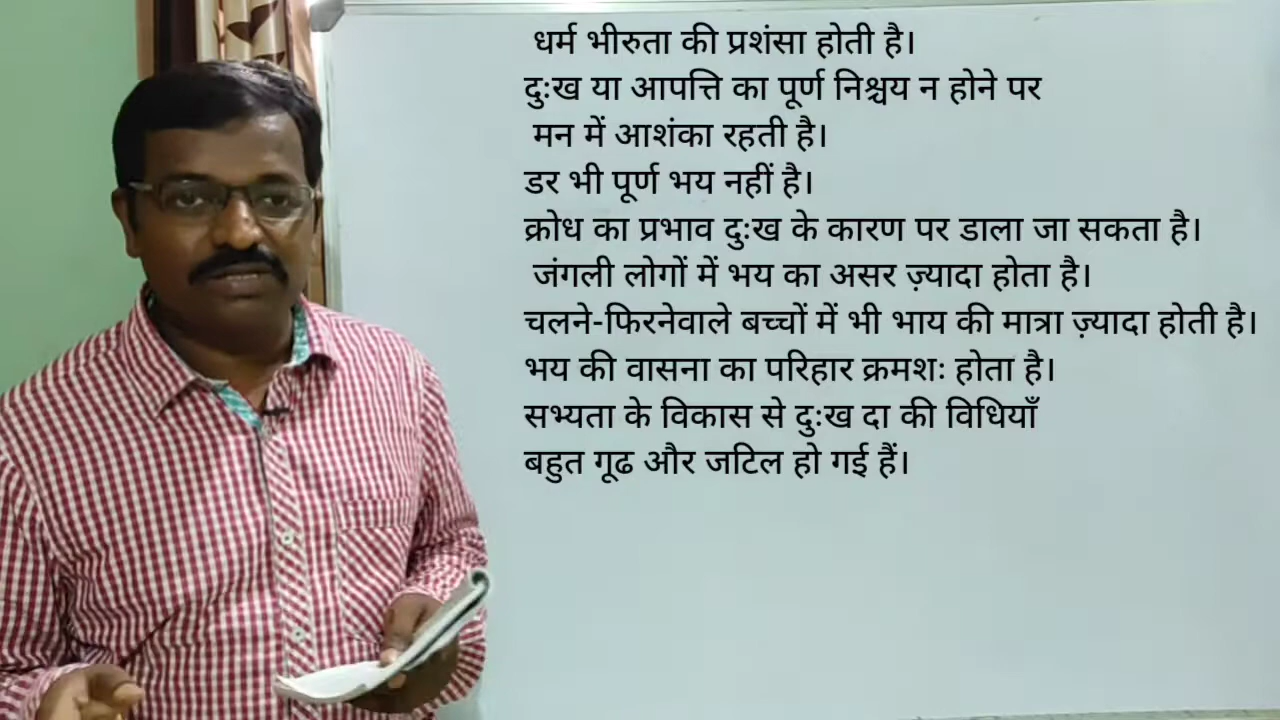 धर्म भीरुता की प्रशंसा होती है।
दुःख या आपत्ति का पूर्ण निश्चय न होने पर
मन में आशंका रहती है।
डर भी पूर्ण भय नहीं है।
क्रोध का प्रभाव दुःख के कारण पर डाला जा सकता है।
जंगली लोगों में भय का असर ज़्यादा होता है।
चलने-फिरनेवाले बच्चों में भी भाय की मात्रा ज़्यादा होती है।
भय की वासना का परिहार क्रमशः होता है।
सभ्यता के विकास से दुःख दा की विधियाँ
बहुत गूढ और जटिल हो गई हैं।